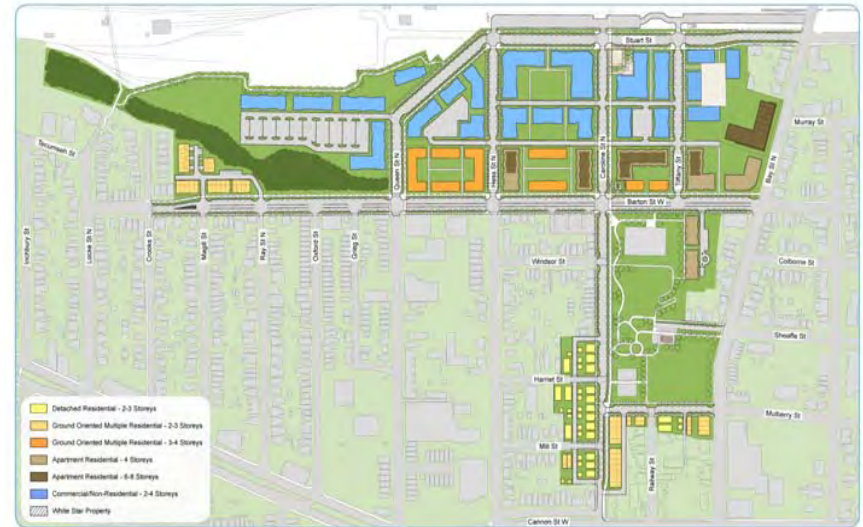 Stuart St
Murray St
Tecumseh St
Queen St N
Hess St N
Caroline St N
Tiffany St
Bay St N
Barton St W
Inchbury St
Locke St N
Crooks St
Magill St
Ray St N
Oxford St
Greig St
Windsor St
Colborne St
Sheaffe St
Harriet St
Mulberry St
Mill St
Railway St
Cannon St W
Detached Residential - 2-3 Storeys
Ground Oriented Multiple Residential - 2-3 Storeys
Ground Oriented Multiple Residential - 3-4 Storeys
Apartment Residential - 4 Storeys
Apartment Residential - 6-8 Storeys
Commercial/Non-Residential - 2-4 Storeys
White Star Property